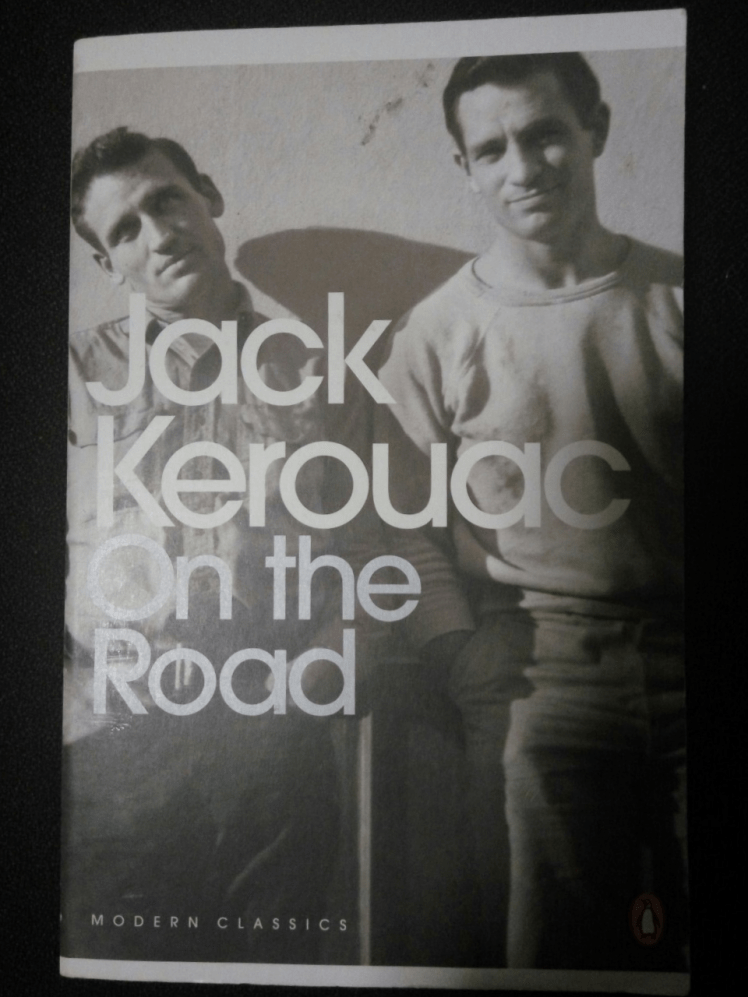 Jack
Kerouac
On the
Road
MODERN CLASSICS